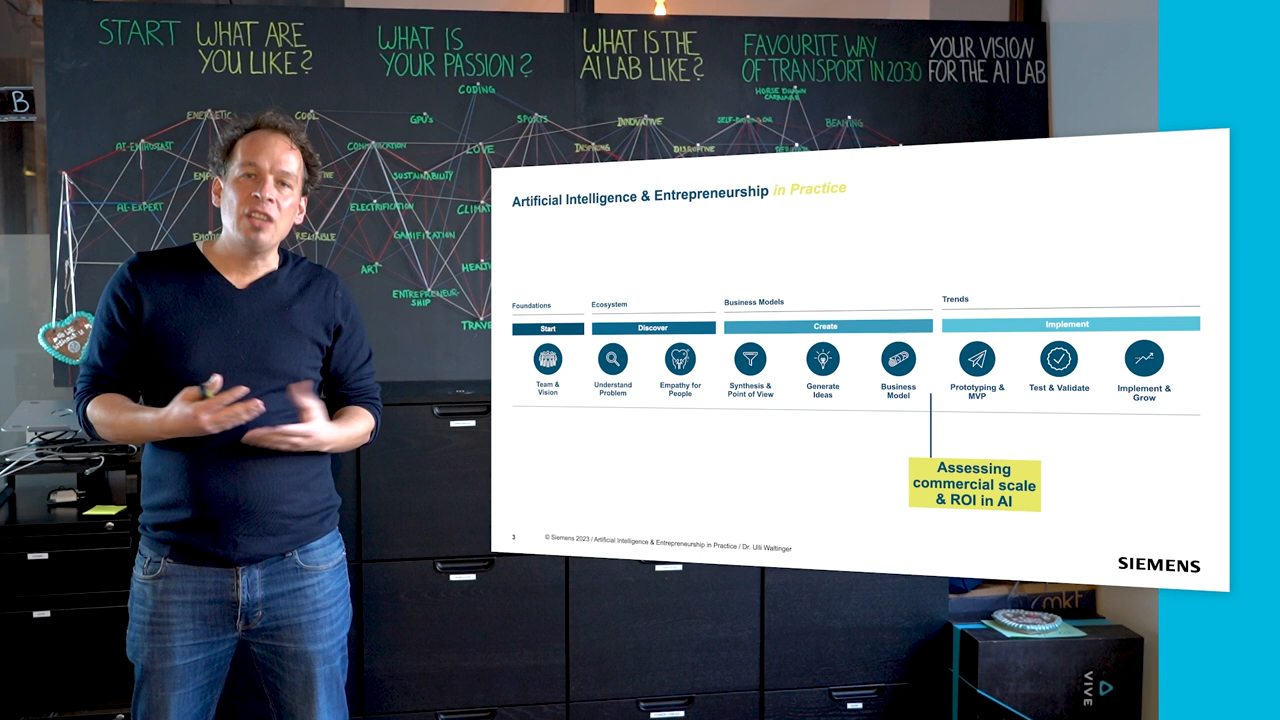 START
WHAT ARE
YOU LIKE?
WHAT IS
YOUR PASSION?
WHAT IS THE
AI LAB LIKE?
FAVOURITE WAY
OF TRANSPORT IN 2030
YOUR VISION
FOR THE AI LAB
B
ENERGETIC
COOL
CODING
GPU's
SPORTS
INNOVATIVE
HORSE DRAWN
CARRIAGE
BEAMING
AI-ENTHUSIAST
COMMUNICATION
LOVE
INSPIRING
DISRUPTIVE
SUSTAINABILITY
AI-EXPERT
ELECTRIFICATION
CLIMAT
RELIABLE
GAMIFICATION
ART
HEALTH
ENTREPRENEUR-
SHIP
TRAVE
Artificial Intelligence & Entrepreneurship in Practice
Foundations
Ecosystem
Business Models
Trends
Start
Discover
Create
Implement
Team &
Vision
Understand
Problem
Empathy for
People
Synthesis &
Point of View
Generate
Ideas
Business
Model
Prototyping &
MVP
Test & Validate
Implement &
Grow
Assessing
commercial scale
& ROI in AI
3
© Siemens 2023 / Artificial Intelligence & Entrepreneurship in Practice / Dr. Ulli Waltinger
SIEMENS
mkf
VIVE